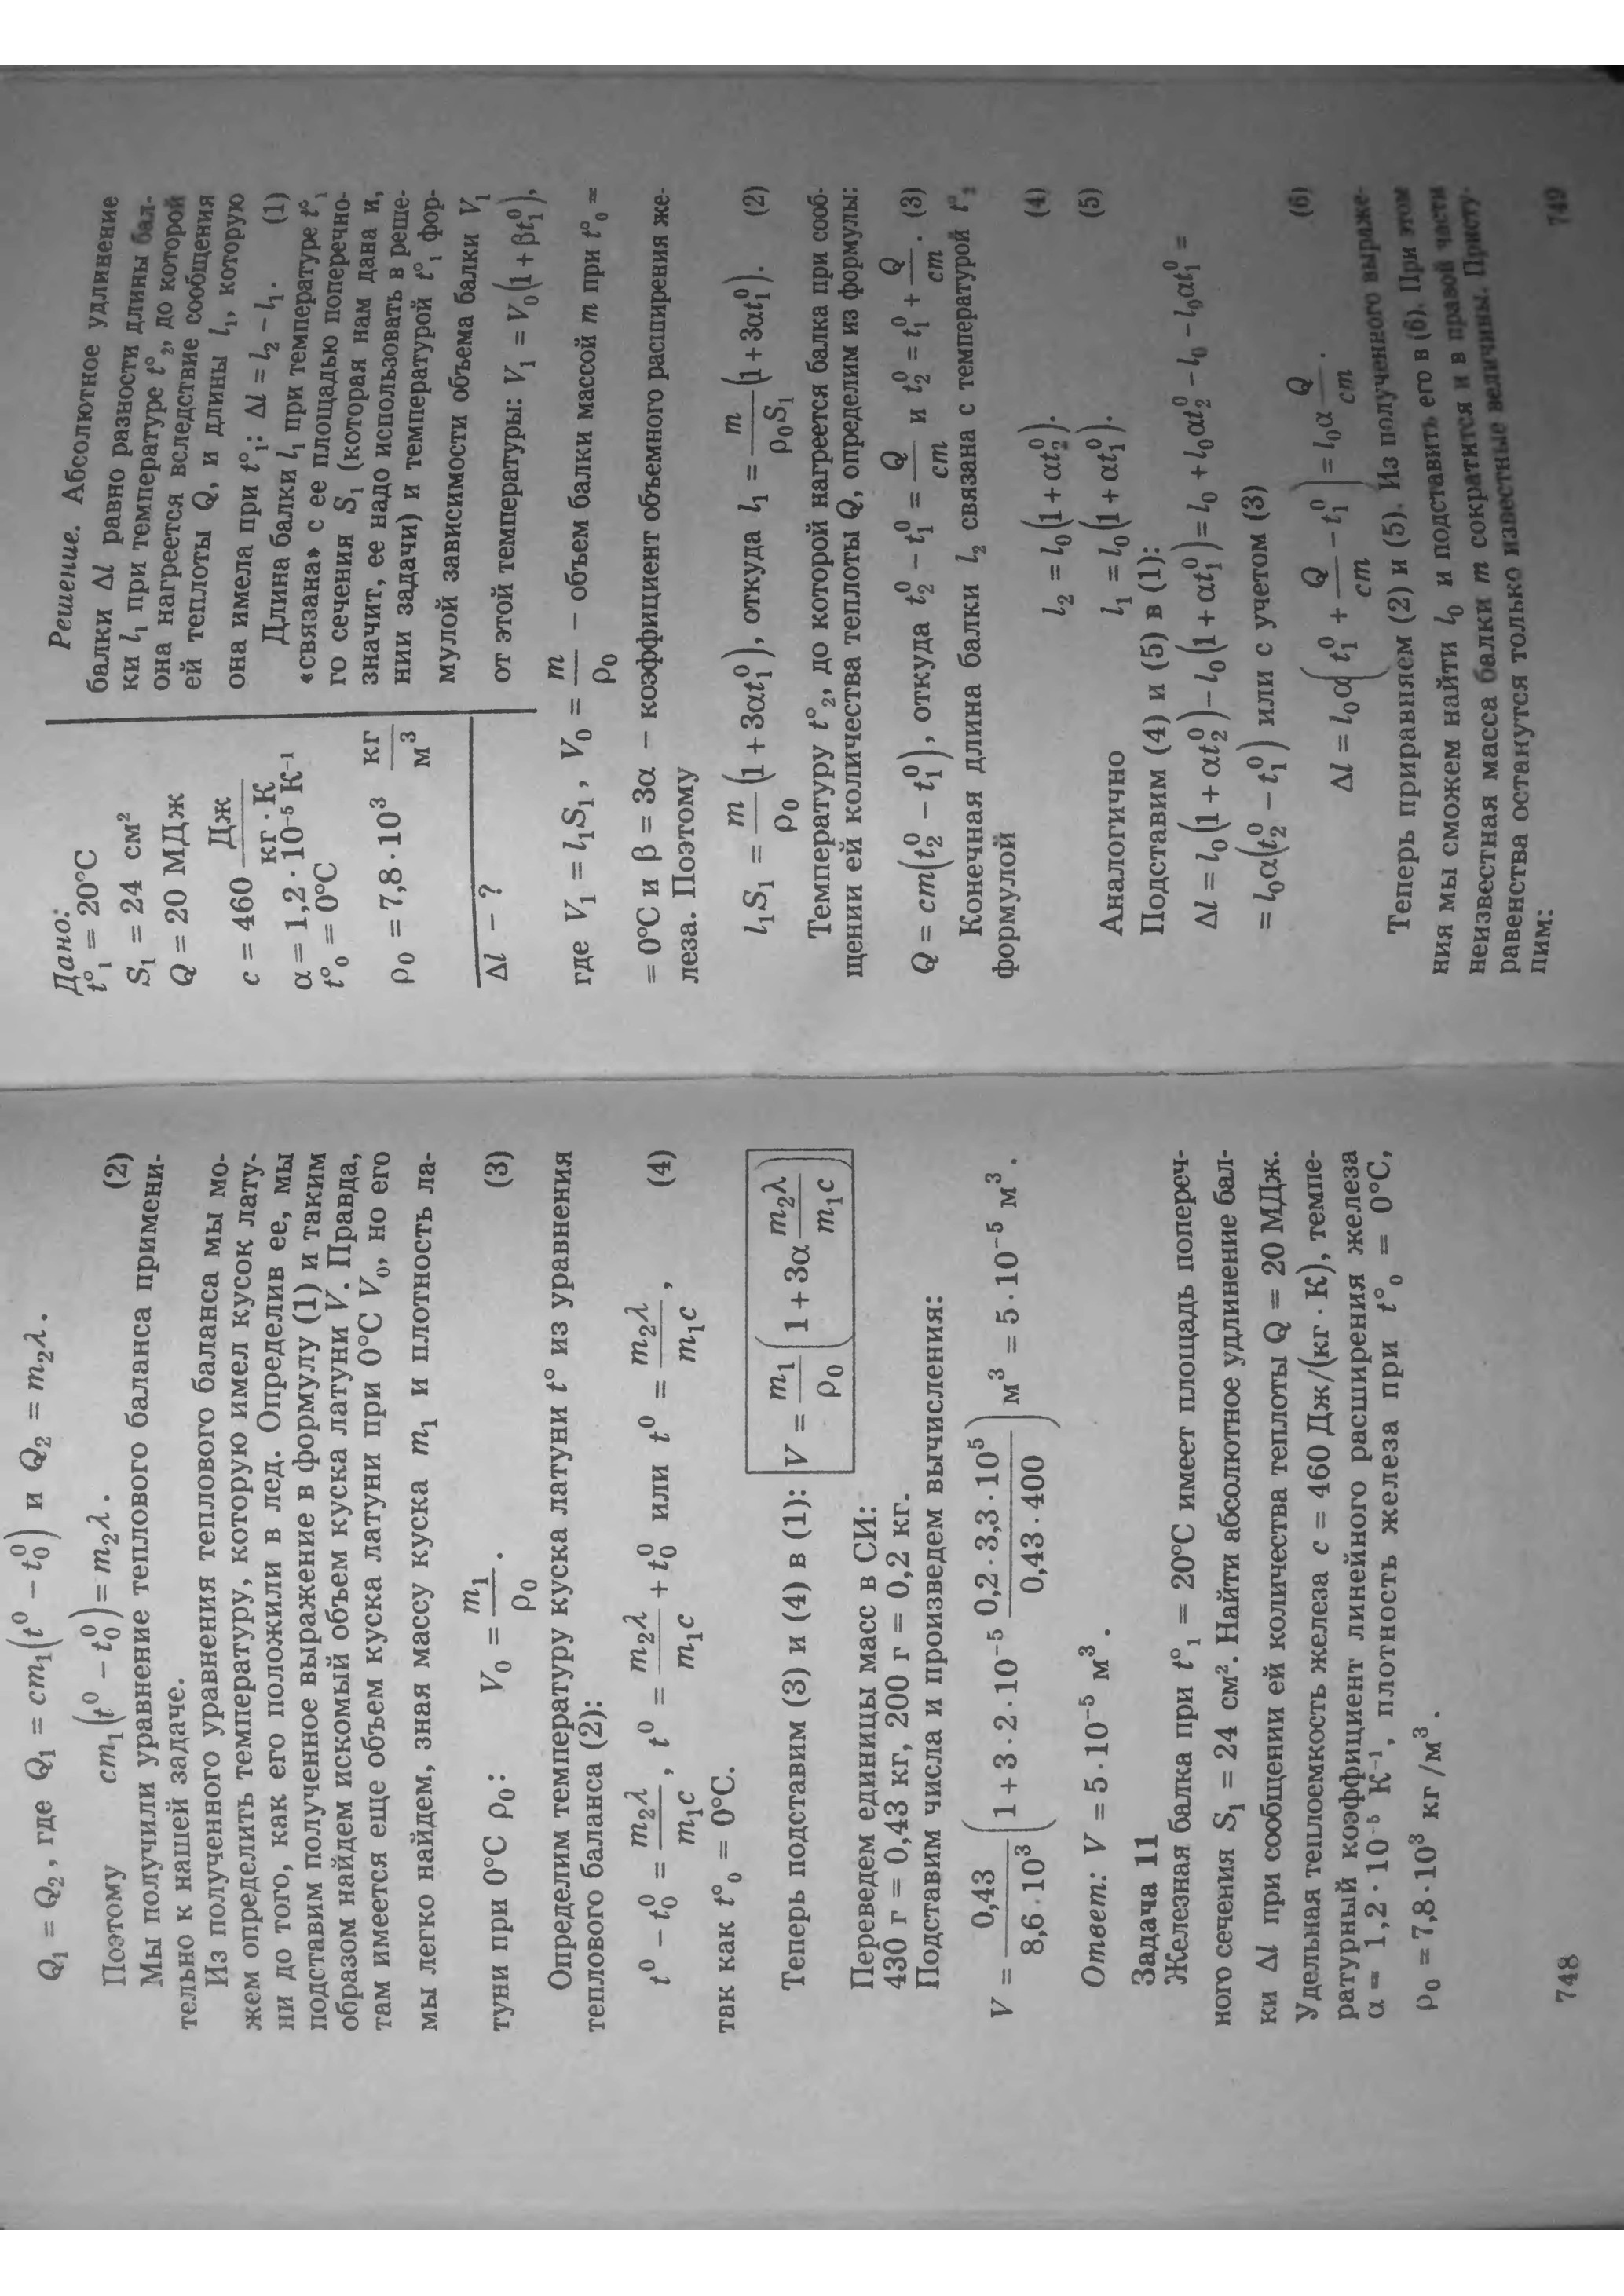 Q₁ = Q₂, где Q₁ = cm₁(t⁰ − t₀⁰) и Q₂ = m₂λ.
Поэтому cm₁(t⁰ − t₀⁰) = m₂λ. (2)
Мы получили уравнение теплового баланса примени-
тельно к нашей задаче.
Из полученного уравнения теплового баланса мы мо-
жем определить температуру, которую имел кусок лату-
ни до того, как его положили в лед. Определив ее, мы
подставим полученное выражение в формулу (1) и таким
образом найдем искомый объем куска латуни V. Правда,
там имеется еще объем куска латуни при 0°С V₀, но его
мы легко найдем, зная массу куска m₁ и плотность ла-
туни при 0°С ρ₀: V₀ = m₁/ρ₀. (3)
Определим температуру куска латуни t° из уравнения
теплового баланса (2):
t⁰ − t₀⁰ = m₂λ/m₁c, t⁰ = m₂λ/m₁c + t₀⁰ или t⁰ = m₂λ/m₁c, (4)
так как t°₀ = 0°С.
Теперь подставим (3) и (4) в (1): V = m₁/ρ₀ (1 + 3α m₂λ/m₁c)
Переведем единицы масс в СИ:
430 г = 0,43 кг, 200 г = 0,2 кг.
Подставим числа и произведем вычисления:
V = 0,43/8,6·10³ (1 + 3·2·10⁻⁵ 0,2·3,3·10⁵/0,43·400) м³ = 5·10⁻⁵ м³.
Ответ: V = 5·10⁻⁵ м³.
Задача 11
Железная балка при t°₁ = 20°С имеет площадь попереч-
ного сечения S₁ = 24 см². Найти абсолютное удлинение бал-
ки Δl при сообщении ей количества теплоты Q = 20 МДж.
Удельная теплоемкость железа c = 460 Дж/(кг · К), темпе-
ратурный коэффициент линейного расширения железа
α = 1,2·10⁻⁵ К⁻¹, плотность железа при t°₀ = 0°С,
ρ₀ = 7,8·10³ кг/м³.
748
Дано:
t°₁ = 20°С
S₁ = 24 см²
Q = 20 МДж
c = 460 Дж/кг · К
α = 1,2·10⁻⁵ К⁻¹
t°₀ = 0°С
ρ₀ = 7,8·10³ кг/м³
Δl − ?
Решение. Абсолютное удлинение
балки Δl равно разности длины бал-
ки l₁ при температуре t°₂, до которой
она нагреется вследствие сообщения
ей теплоты Q, и длины l₁, которую
она имела при t°₁: Δl = l₂ − l₁. (1)
Длина балки l₁ при температуре t°₁
«связана» с ее площадью поперечно-
го сечения S₁ (которая нам дана и,
значит, ее надо использовать в реше-
нии задачи) и температурой t°₁ фор-
мулой зависимости объема балки V₁
от этой температуры: V₁ = V₀(1 + βt₁⁰),
где V₁ = l₁S₁, V₀ = m/ρ₀ − объем балки массой m при t°₀ =
= 0°С и β = 3α − коэффициент объемного расширения же-
леза. Поэтому
l₁S₁ = m/ρ₀ (1 + 3αt₁⁰), откуда l₁ = m/ρ₀S₁ (1 + 3αt₁⁰). (2)
Температуру t°₂, до которой нагреется балка при сооб-
щении ей количества теплоты Q, определим из формулы:
Q = cm(t₂⁰ − t₁⁰), откуда t₂⁰ − t₁⁰ = Q/cm и t₂⁰ = t₁⁰ + Q/cm. (3)
Конечная длина балки l₂ связана с температурой t°₂
формулой
l₂ = l₀(1 + αt₂⁰). (4)
Аналогично l₁ = l₀(1 + αt₁⁰). (5)
Подставим (4) и (5) в (1):
Δl = l₀(1 + αt₂⁰) − l₀(1 + αt₁⁰) = l₀ + l₀αt₂⁰ − l₀ − l₀αt₁⁰ =
= l₀α(t₂⁰ − t₁⁰) или с учетом (3)
Δl = l₀α(t₁⁰ + Q/cm − t₁⁰) = l₀α Q/cm. (6)
Теперь приравняем (2) и (5). Из полученного выраже-
ния мы сможем найти l₀ и подставить его в (6). При этом
неизвестная масса балки m сократится и в правой части
равенства останутся только известные величины. Присту-
пим:
749